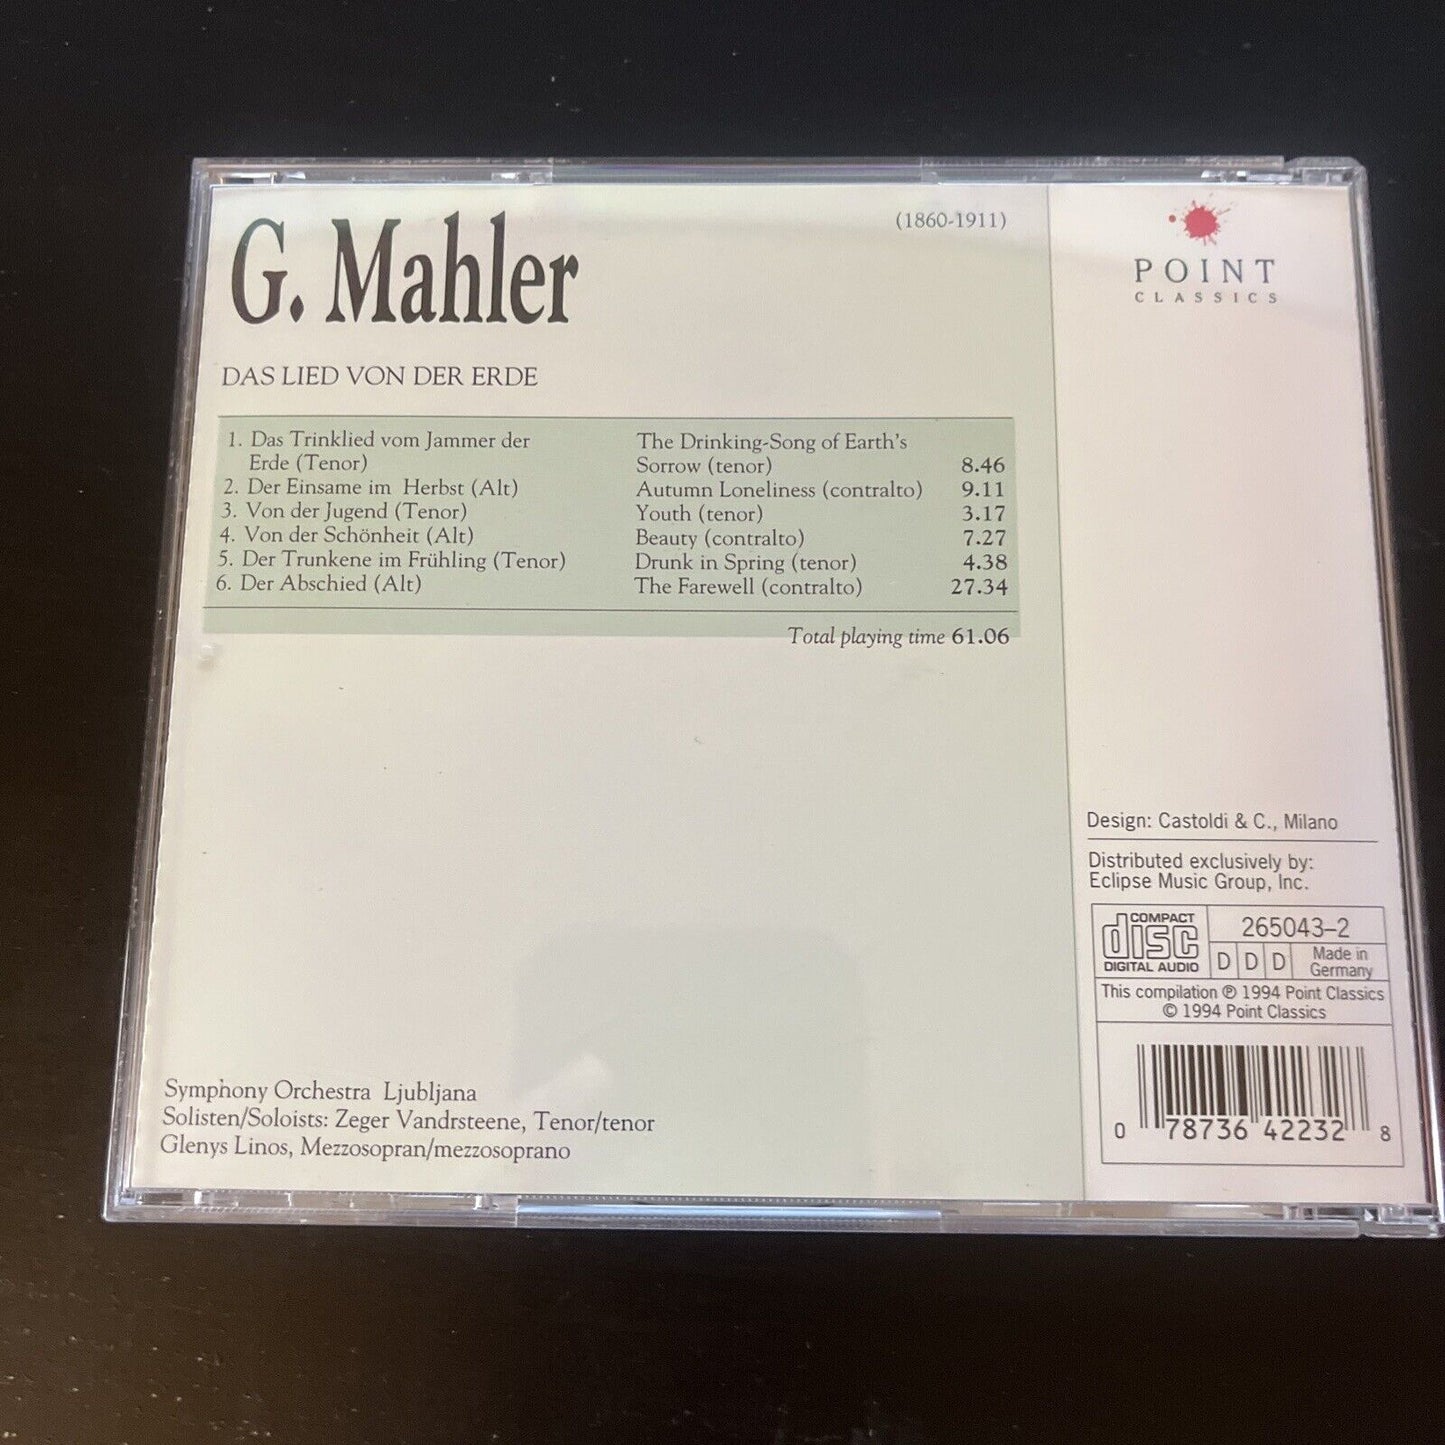 G. Mahler
(1860-1911)
DAS LIED VON DER ERDE
1. Das Trinklied vom Jammer der
Erde (Tenor)
2. Der Einsame im Herbst (Alt)
3. Von der Jugend (Tenor)
4. Von der Schönheit (Alt)
5. Der Trunkene im Frühling (Tenor)
6. Der Abschied (Alt)
The Drinking-Song of Earth's
Sorrow (tenor) 8.46
Autumn Loneliness (contralto) 9.11
Youth (tenor) 3.17
Beauty (contralto) 7.27
Drunk in Spring (tenor) 4.38
The Farewell (contralto) 27.34
Total playing time 61.06
Symphony Orchestra Ljubljana
Solisten/Soloists: Zeger Vandrsteene, Tenor/tenor
Glenys Linos, Mezzosopran/mezzosoprano
POINT
CLASSICS
Design: Castoldi & C., Milano
Distributed exclusively by:
Eclipse Music Group, Inc.
COMPACT
disc
DIGITAL AUDIO
265043-2
D D D
Made in
Germany
This compilation ℗ 1994 Point Classics
© 1994 Point Classics
0 78736 42232 8